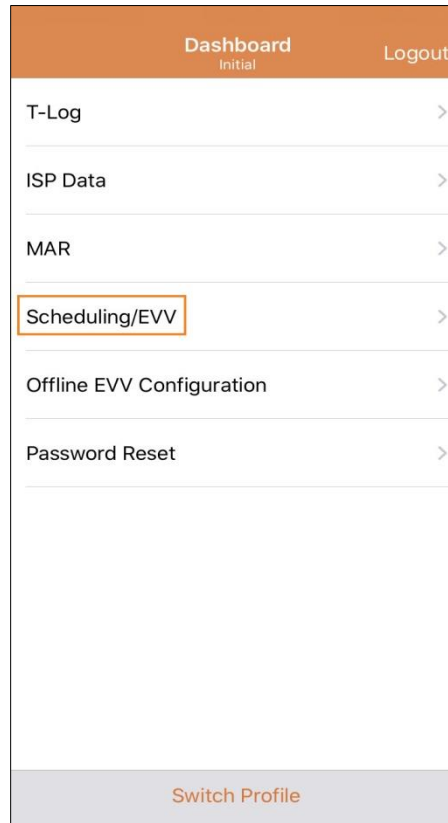 Dashboard
Initial
Logout
T-Log
ISP Data
MAR
Scheduling/EVV
Offline EVV Configuration
Password Reset
Switch Profile